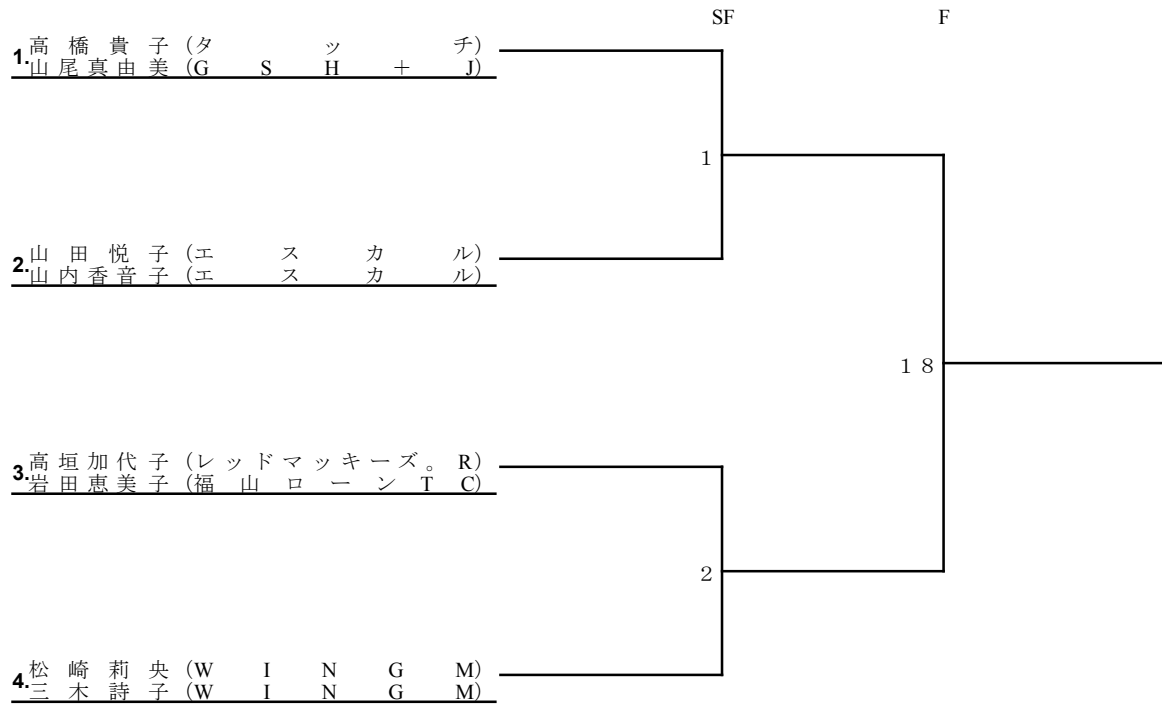 SF F
1. 高橋貴子 (タッチ)
山尾真由美 (GSH+J)
1
2. 山田悦子 (エスカル)
山内香音子 (エスカル)
18
3. 高垣加代子 (レッドマッキーズ。R)
岩田恵美子 (福山ローンTC)
2
4. 松崎莉央 (WINGM)
三木詩子 (WINGM)